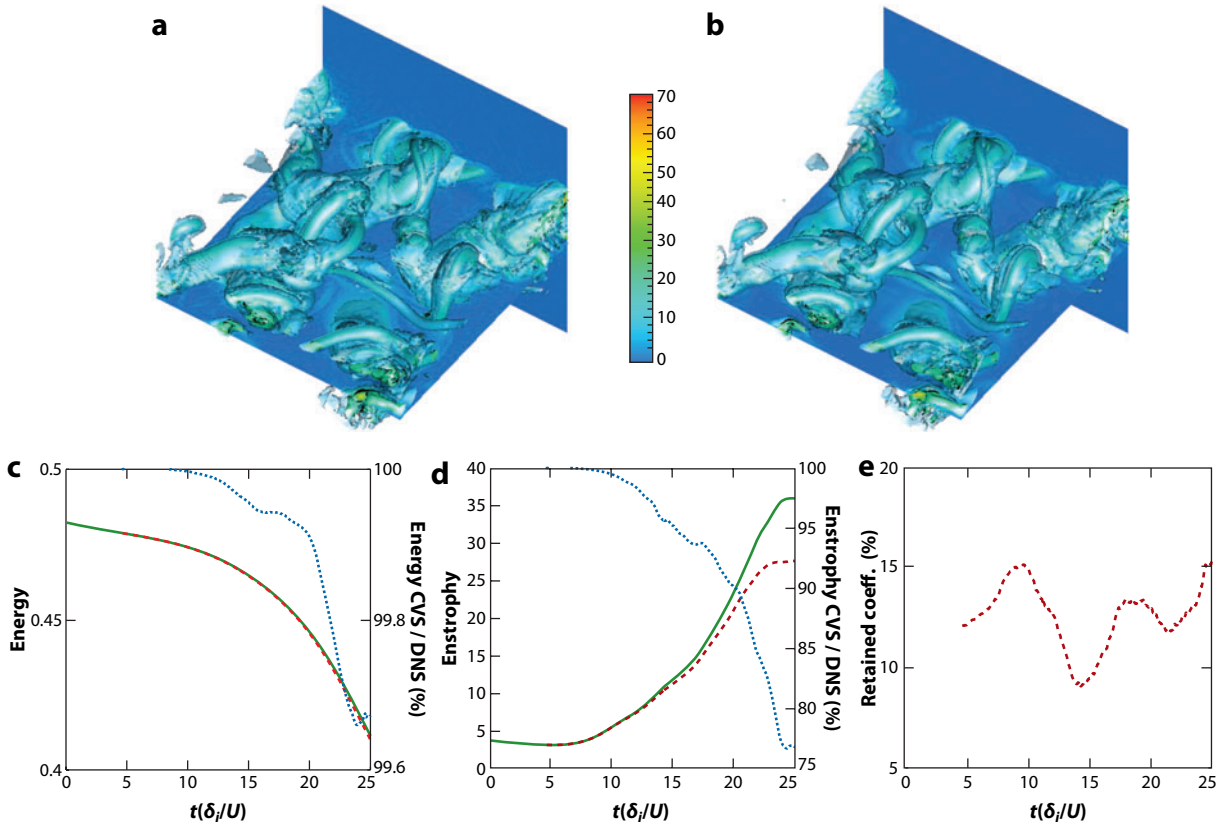 a
b
70
60
50
40
30
20
10
0
c
0.5
0.45
0.4
Energy
100
99.8
99.6
Energy CVS / DNS (%)
0 5 10 15 20 25
t(δi/U)
d
40
35
30
25
20
15
10
5
0
Enstrophy
100
95
90
85
80
75
Enstrophy CVS / DNS (%)
0 5 10 15 20 25
t(δi/U)
e
20
15
10
5
Retained coeff. (%)
0 5 10 15 20 25
t(δi/U)